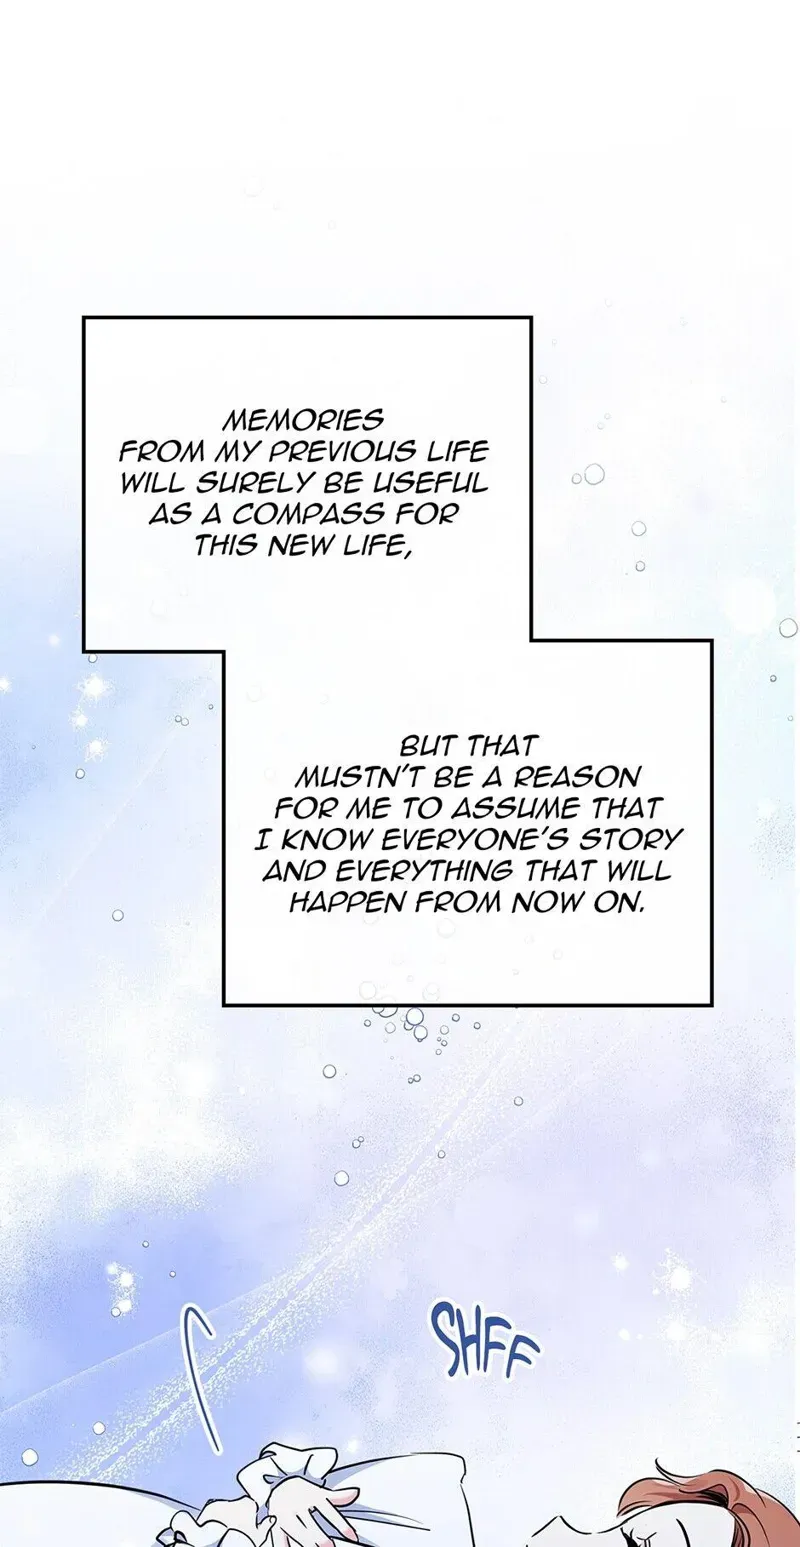 MEMORIES
FROM MY PREVIOUS LIFE
WILL SURELY BE USEFUL
AS A COMPASS FOR
THIS NEW LIFE,
BUT THAT
MUSTN'T BE A REASON
FOR ME TO ASSUME THAT
I KNOW EVERYONE'S STORY
AND EVERYTHING THAT WILL
HAPPEN FROM NOW ON.
SHFF